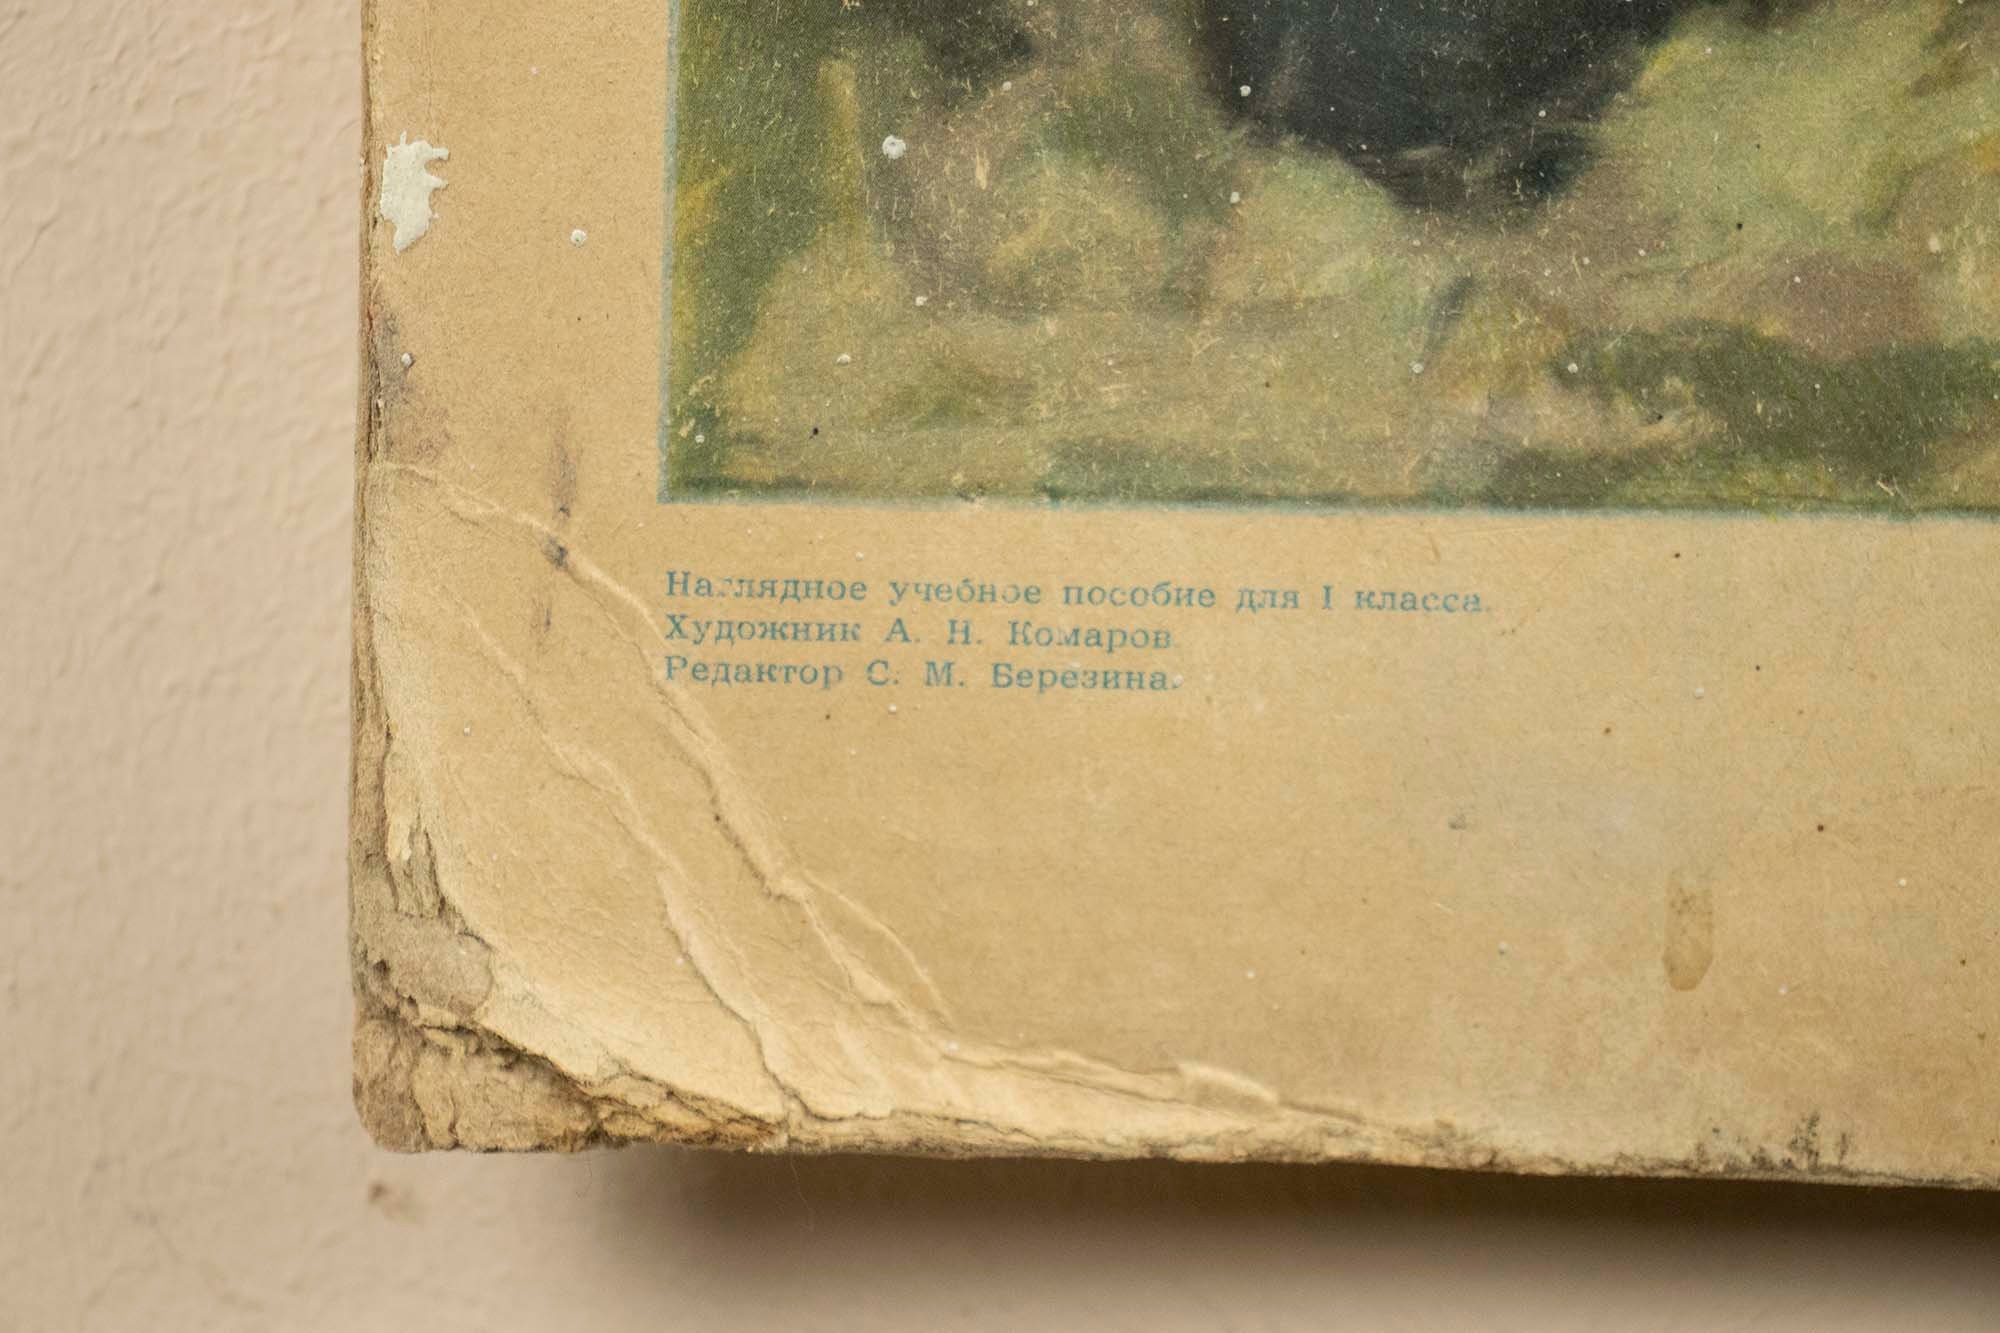 Наглядное учебное пособие для I класса.
Художник А. Н. Комаров.
Редактор С. М. Березина.